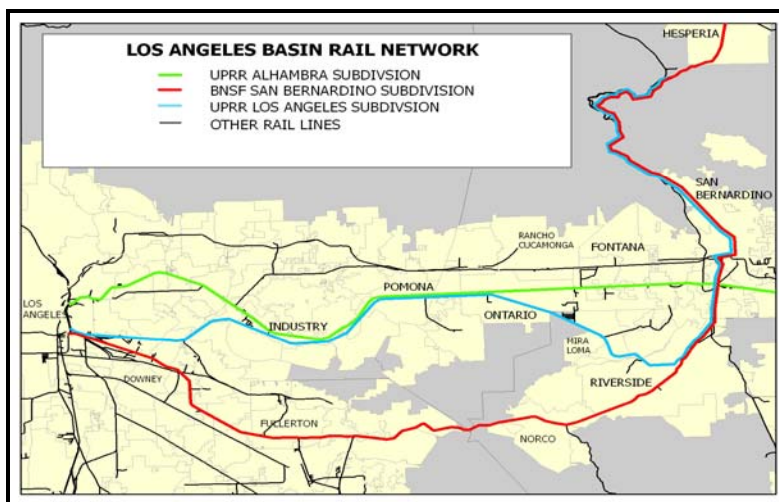 LOS ANGELES BASIN RAIL NETWORK
UPRR ALHAMBRA SUBDIVSION
BNSF SAN BERNARDINO SUBDIVISION
UPRR LOS ANGELES SUBDIVSION
OTHER RAIL LINES
HESPERIA
SAN
BERNARDINO
RANCHO
CUCAMONGA
FONTANA
POMONA
LOS
ANGELES
INDUSTRY
ONTARIO
MIRA
LOMA
DOWNEY
RIVERSIDE
FULLERTON
NORCO